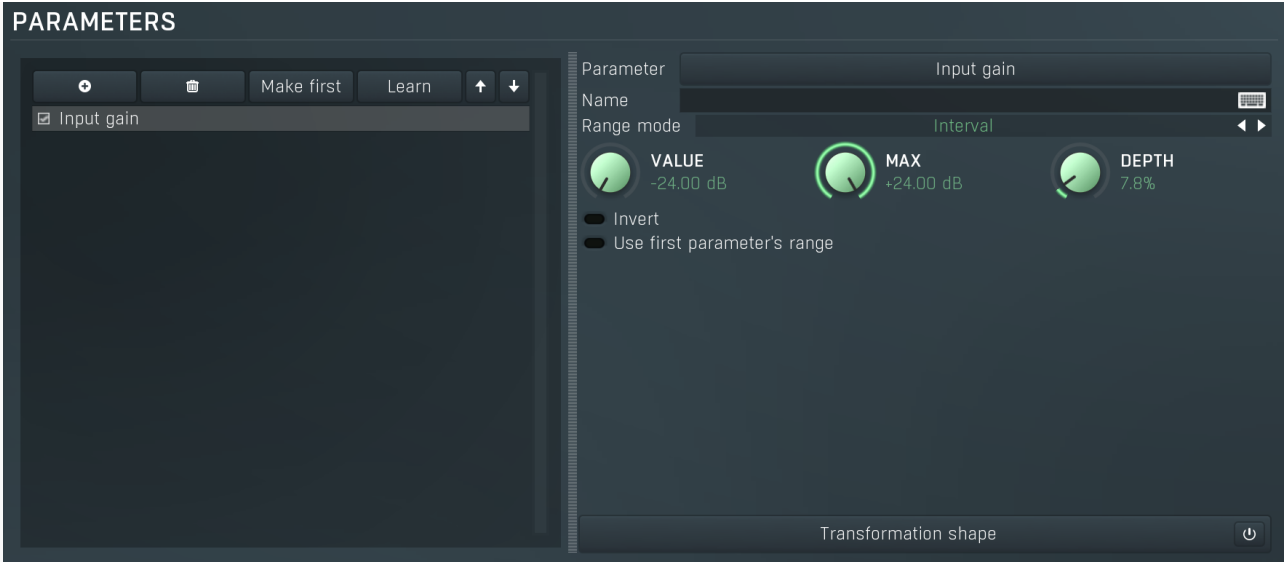 PARAMETERS
Make first Learn
Input gain
Parameter Input gain
Name
Range mode Interval
VALUE MAX DEPTH
-24.00 dB +24.00 dB 7.8%
Invert
Use first parameter's range
Transformation shape